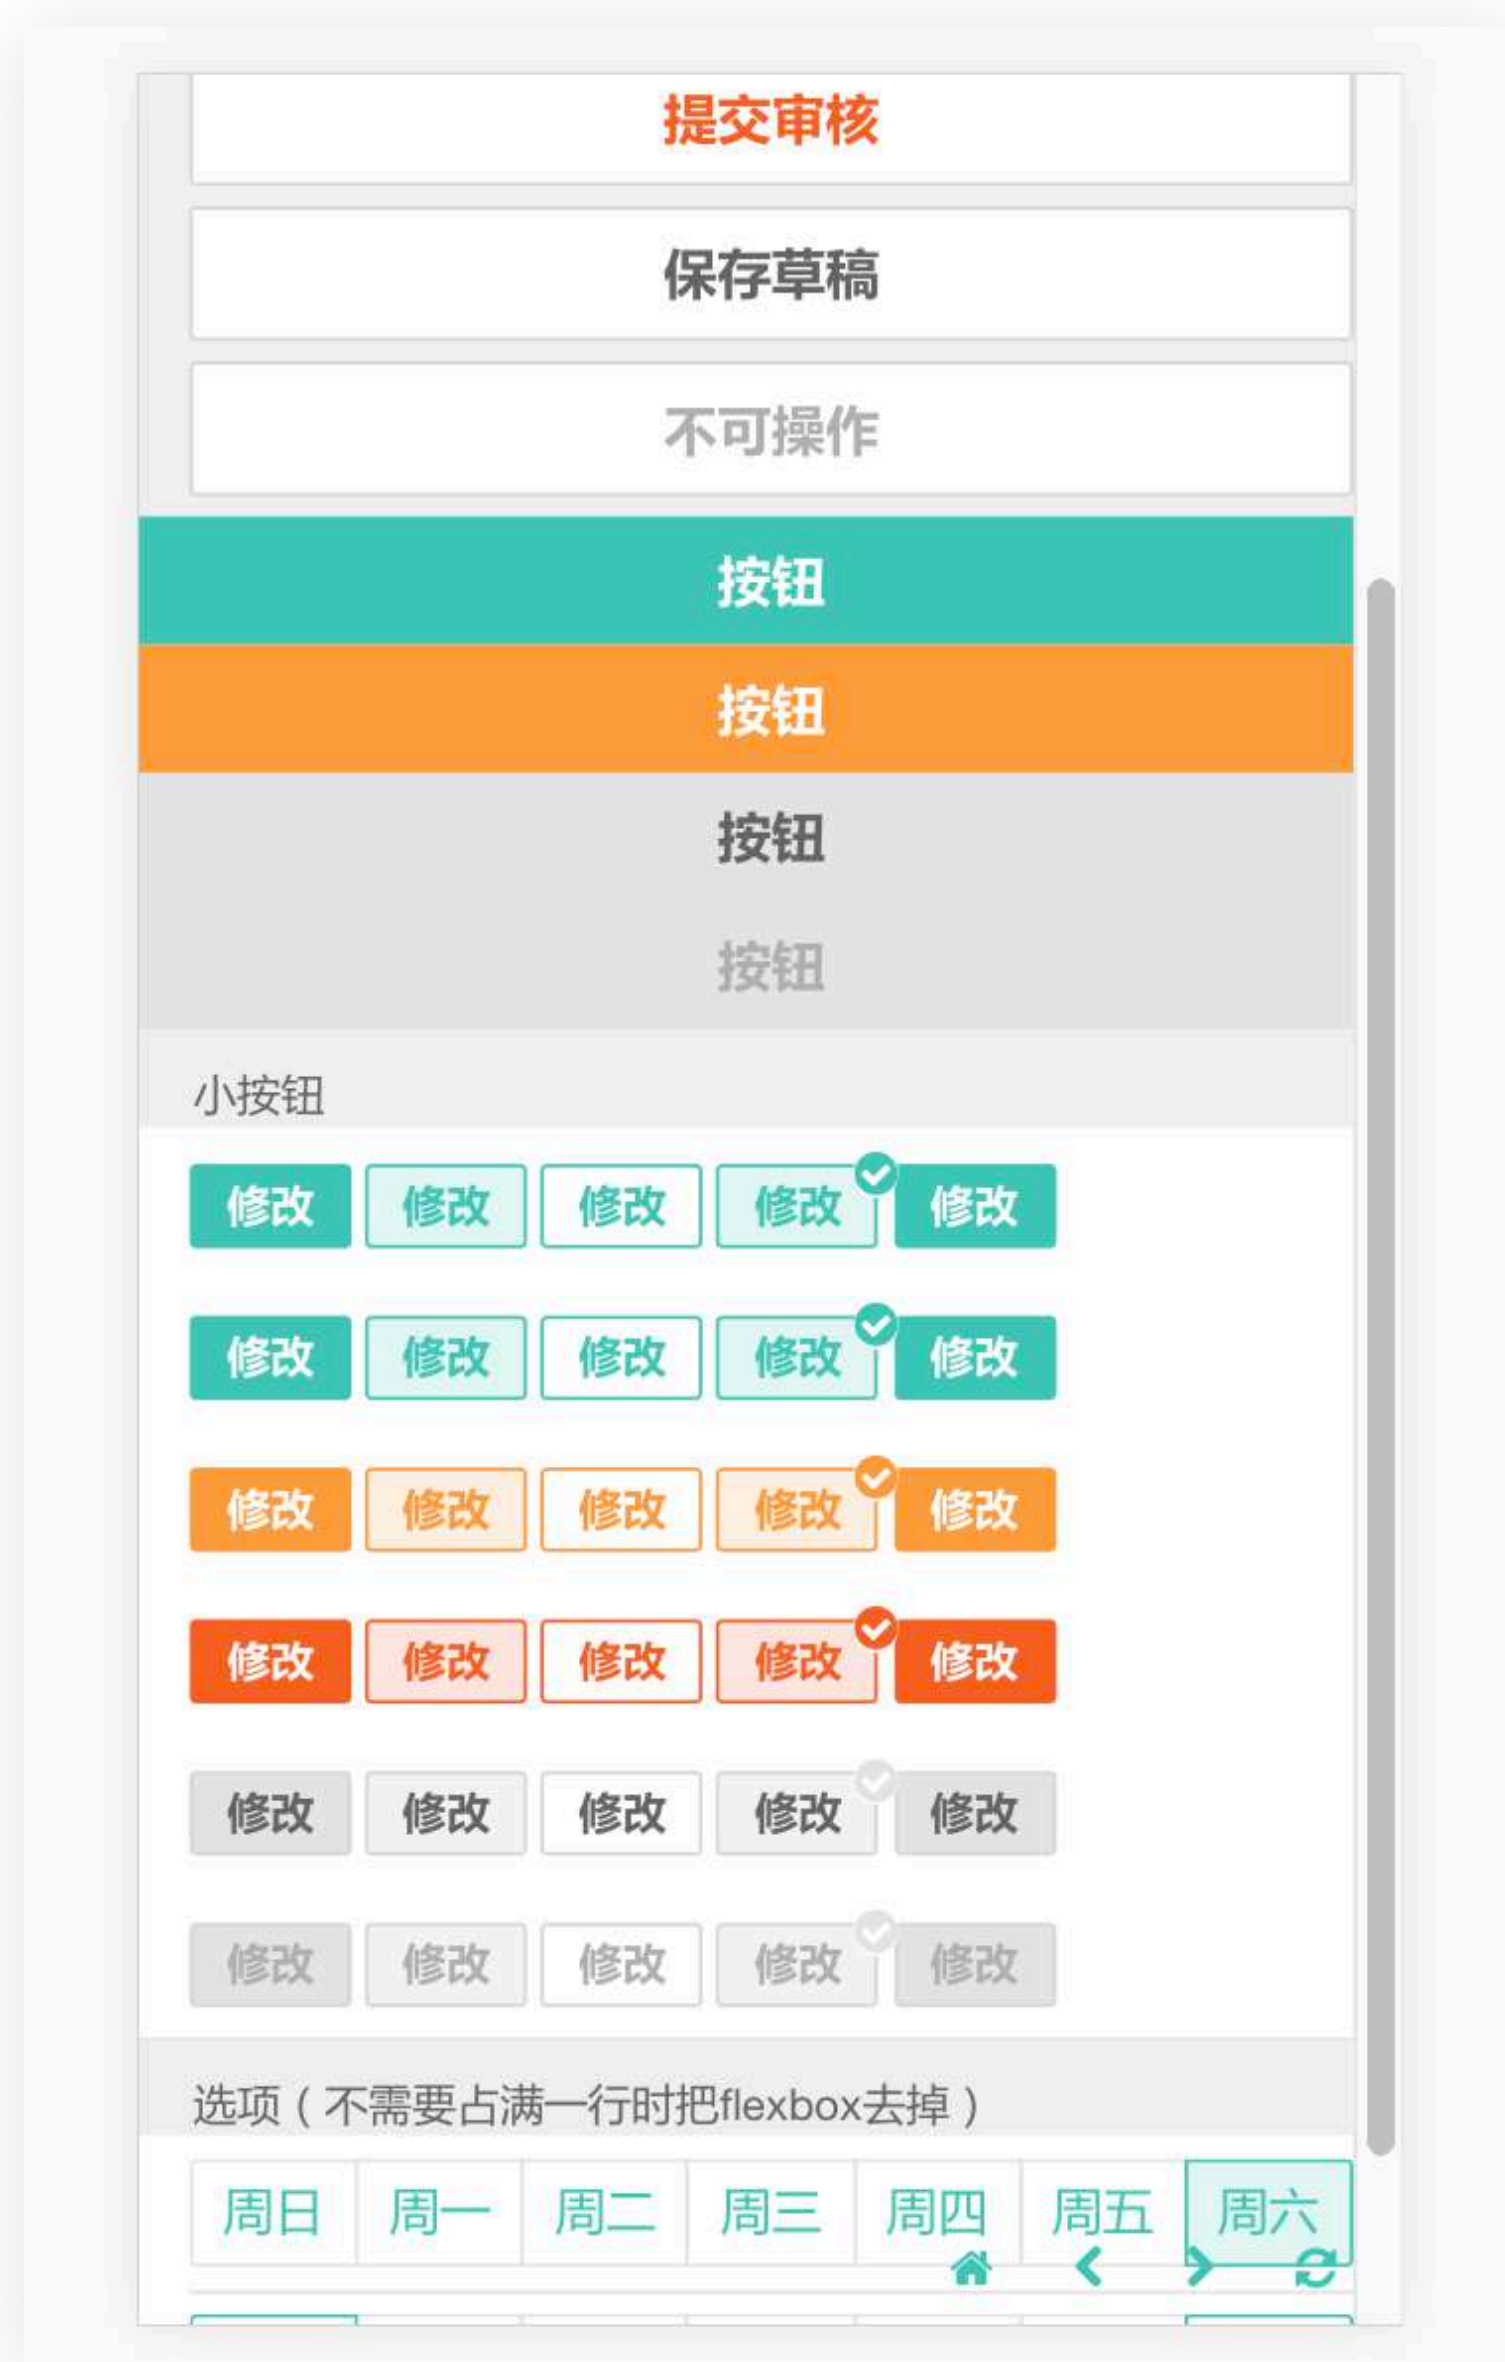 提交审核
保存草稿
不可操作
按钮
按钮
按钮
按钮
小按钮
修改 修改 修改 修改 修改
修改 修改 修改 修改 修改
修改 修改 修改 修改 修改
修改 修改 修改 修改 修改
修改 修改 修改 修改 修改
修改 修改 修改 修改 修改
选项（不需要占满一行时把flexbox去掉）
周日 周一 周二 周三 周四 周五 周六